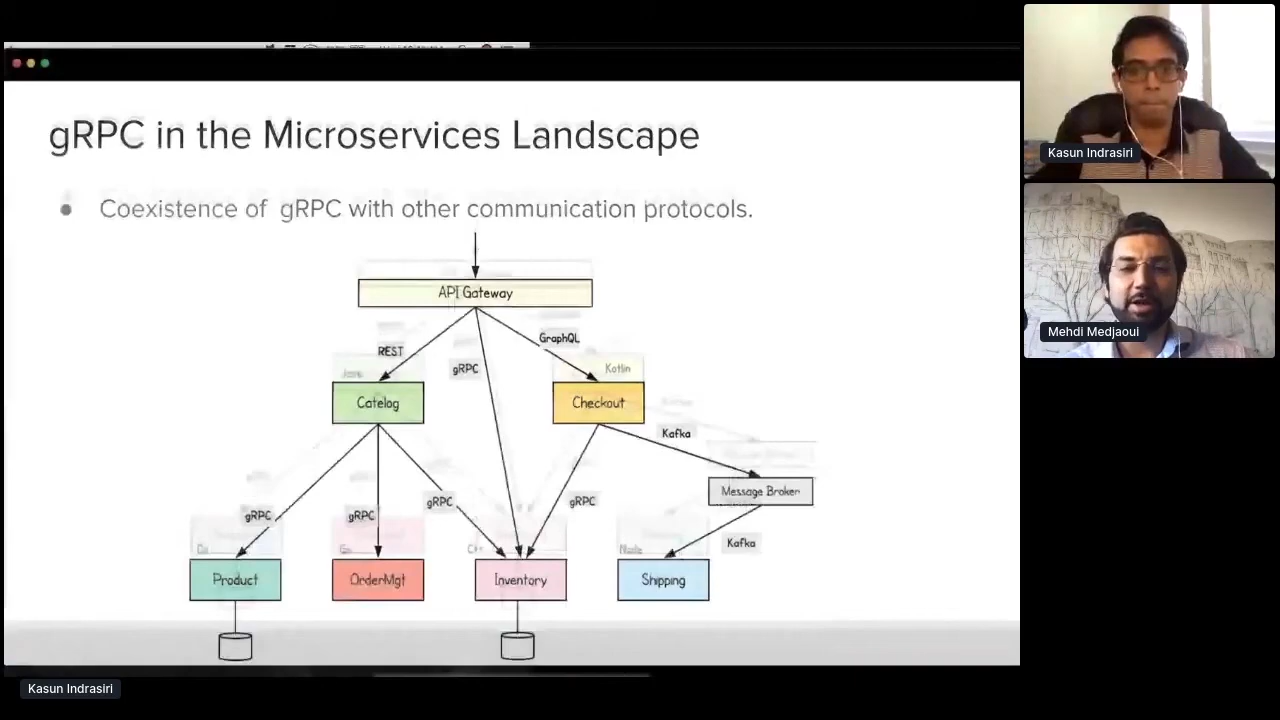 gRPC in the Microservices Landscape
● Coexistence of gRPC with other communication protocols.
API Gateway
REST
gRPC
GraphQL
Kotlin
Catelog
Checkout
Kafka
Message Broker
gRPC
gRPC
gRPC
gRPC
Kafka
Go
C++
Node
Product
OrderMgt
Inventory
Shipping
Kasun Indrasiri
Mehdi Medjaoui
Kasun Indrasiri